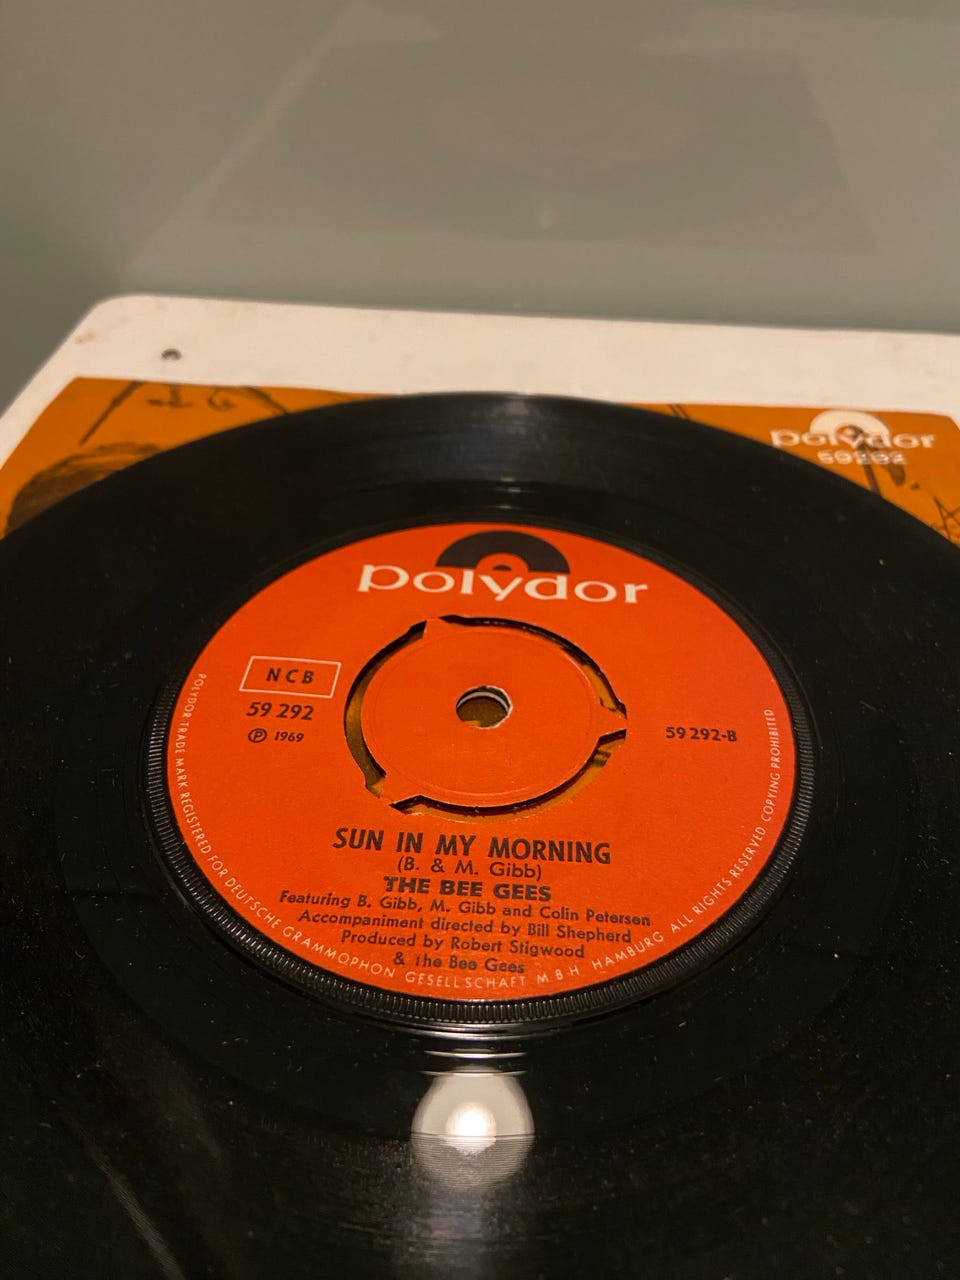 polydor
59292
polydor
NCB
59 292
℗ 1969
59 292-B
SUN IN MY MORNING
(B. & M. Gibb)
THE BEE GEES
Featuring B. Gibb, M. Gibb and Colin Petersen
Accompaniment directed by Bill Shepherd
Produced by Robert Stigwood
& the Bee Gees
POLYDOR TRADE MARK REGISTERED FOR DEUTSCHE GRAMMOPHON GESELLSCHAFT M.B.H HAMBURG ALL RIGHTS RESERVED COPYING PROHIBITED